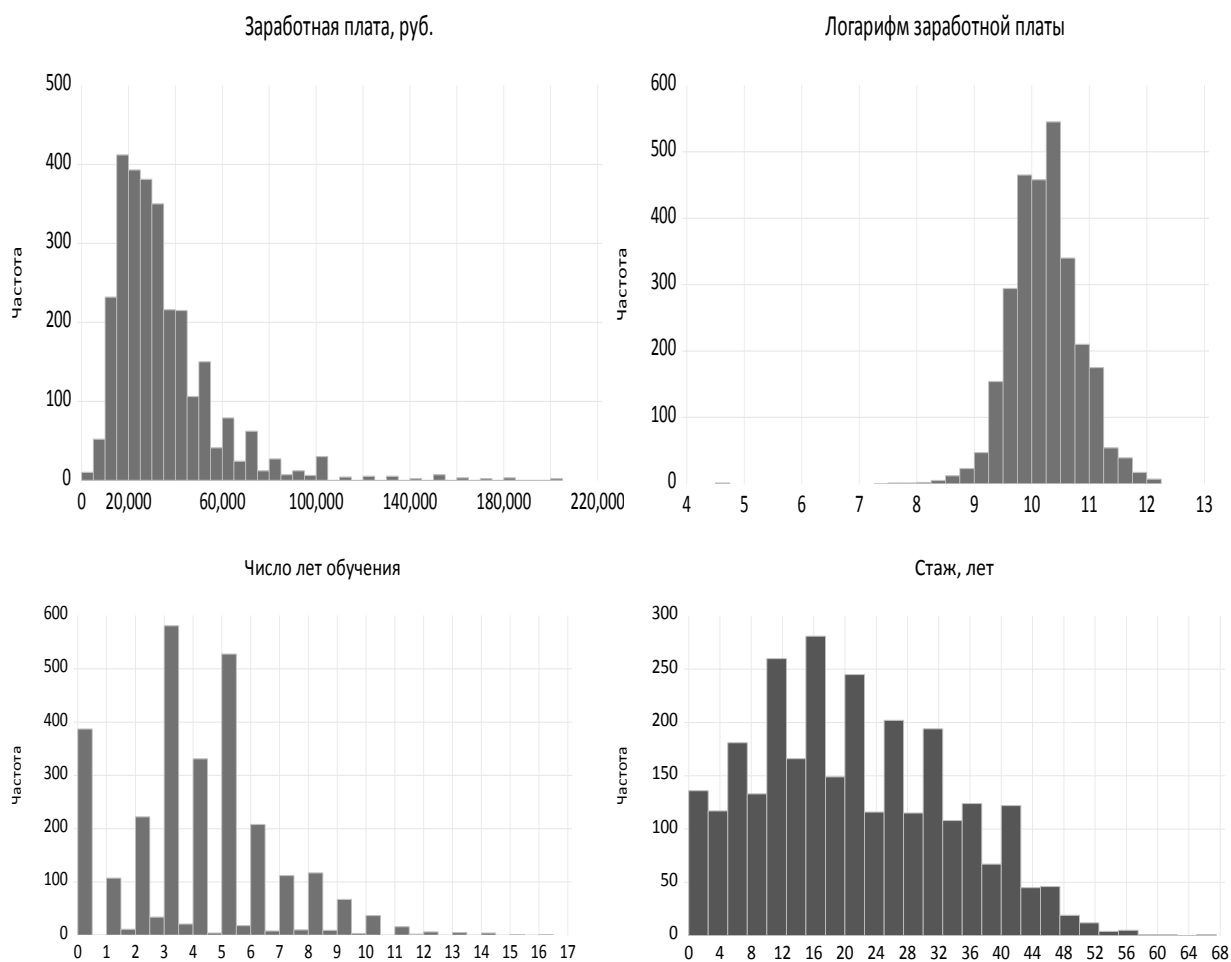 Заработная плата, руб.
500
400
300
200
100
0
Частота
0 20,000 60,000 100,000 140,000 180,000 220,000
Логарифм заработной платы
600
500
400
300
200
100
0
Частота
4 5 6 7 8 9 10 11 12 13
Число лет обучения
600
500
400
300
200
100
0
Частота
0 1 2 3 4 5 6 7 8 9 10 11 12 13 14 15 16 17
Стаж, лет
300
250
200
150
100
50
0
Частота
0 4 8 12 16 20 24 28 32 36 40 44 48 52 56 60 64 68